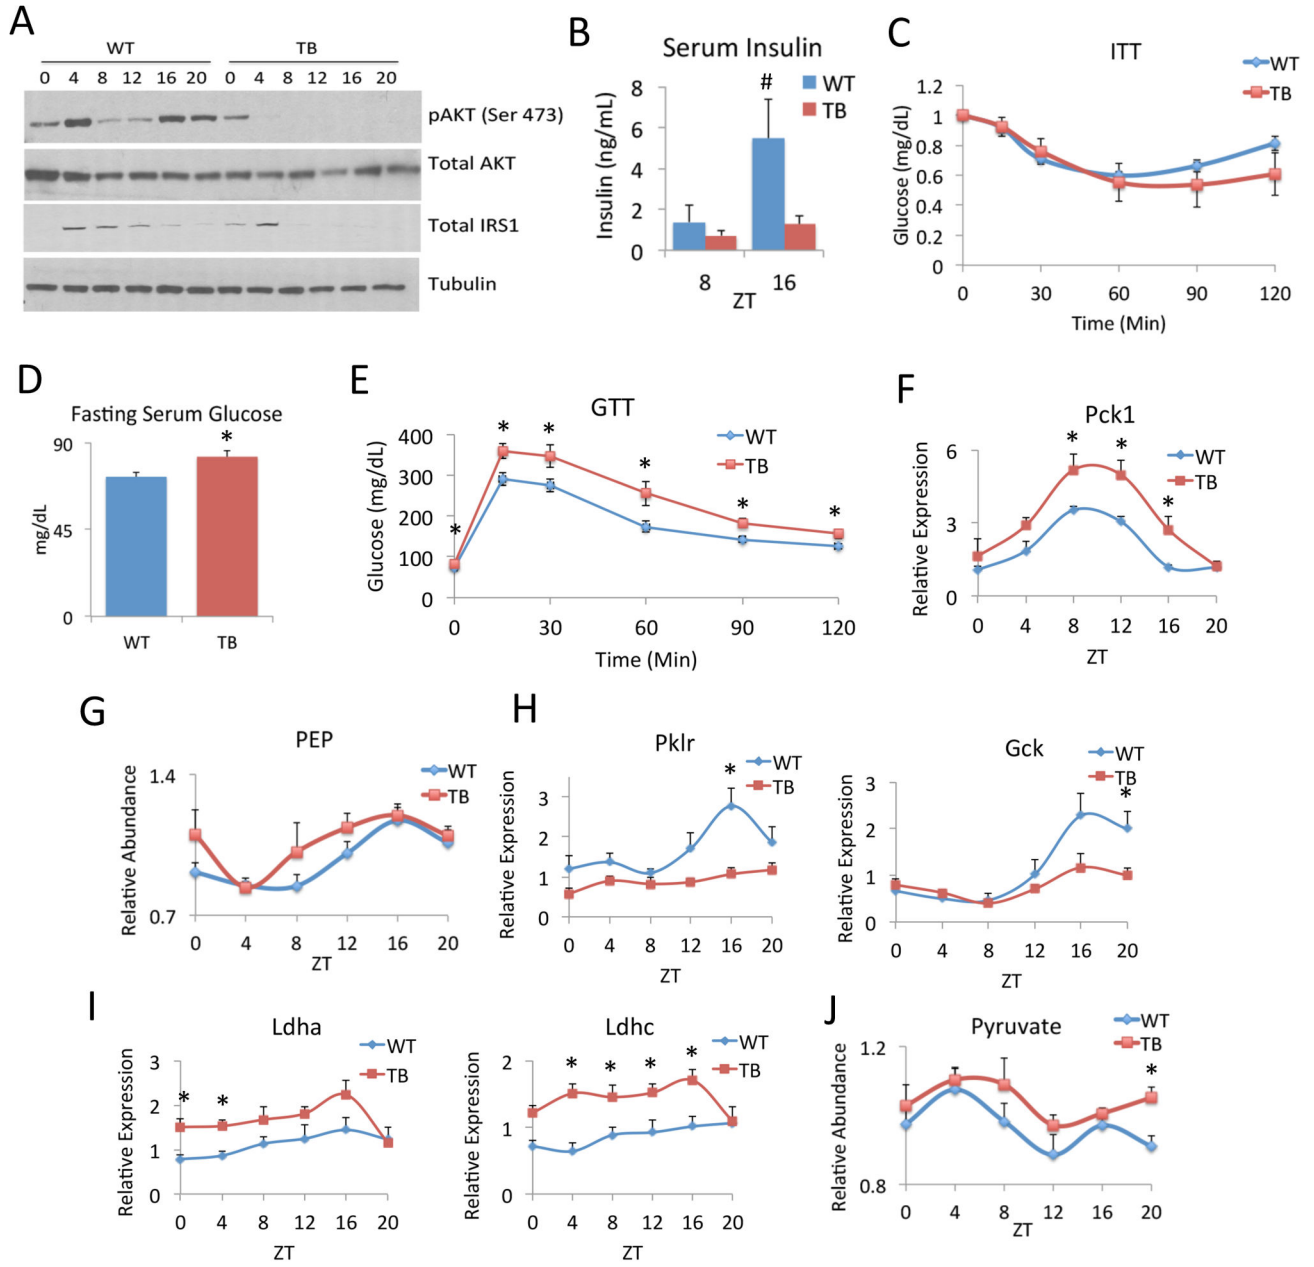 A
WT TB
0 4 8 12 16 20 0 4 8 12 16 20
pAKT (Ser 473)
Total AKT
Total IRS1
Tubulin
B
Serum Insulin
#
WT
TB
Insulin (ng/mL)
8
6
4
2
0
8 16
ZT
C
ITT
WT
TB
Glucose (mg/dL)
1.2
1
0.8
0.6
0.4
0.2
0
0 30 60 90 120
Time (Min)
D
Fasting Serum Glucose
*
mg/dL
90
45
0
WT TB
E
GTT
WT
TB
Glucose (mg/dL)
400
300
200
100
0
* * * * * *
0 30 60 90 120
Time (Min)
F
Pck1
WT
TB
Relative Expression
6
3
0
* * *
0 4 8 12 16 20
ZT
G
PEP
WT
TB
Relative Abundance
1.4
0.7
0 4 8 12 16 20
ZT
H
Pklr
WT
TB
*
Relative Expression
3
2
1
0
0 4 8 12 16 20
ZT
Gck
WT
TB
*
Relative Expression
3
2
1
0
0 4 8 12 16 20
ZT
I
Ldha
WT
TB
Relative Expression
3
2
1
0
* *
0 4 8 12 16 20
ZT
Ldhc
WT
TB
Relative Expression
2
1
0
* * * *
0 4 8 12 16 20
ZT
J
Pyruvate
WT
TB
*
Relative Abundance
1.2
0.8
0 4 8 12 16 20
ZT